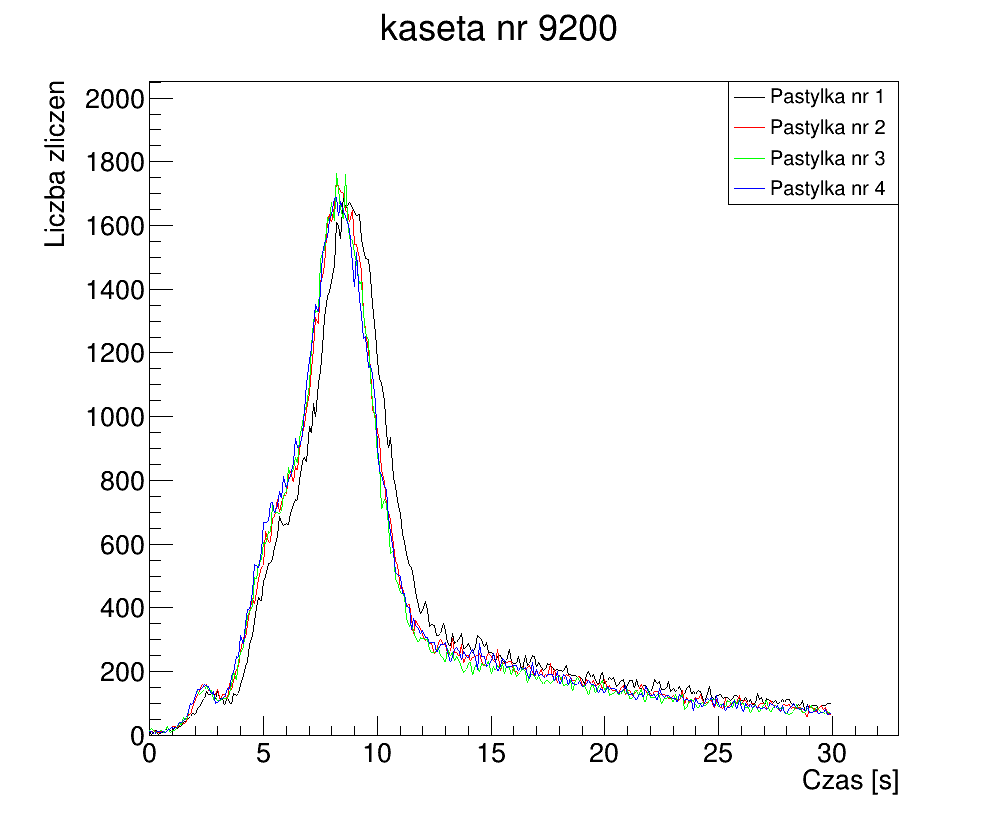 kaseta nr 9200
Liczba zliczen
2000
1800
1600
1400
1200
1000
800
600
400
200
0
Pastylka nr 1
Pastylka nr 2
Pastylka nr 3
Pastylka nr 4
0 5 10 15 20 25 30
Czas [s]